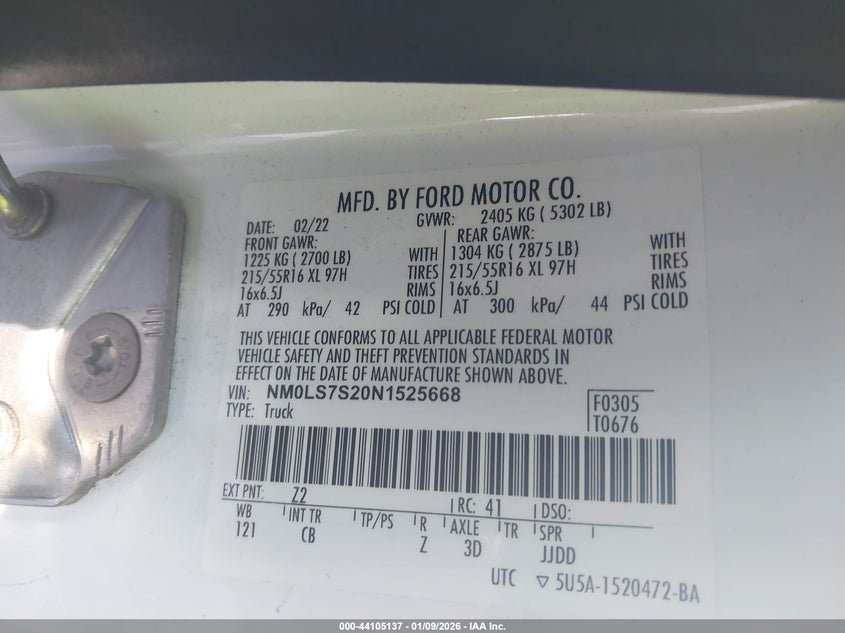 MFD. BY FORD MOTOR CO.
DATE: 02/22 GVWR: 2405 KG ( 5302 LB)
FRONT GAWR: REAR GAWR:
1225 KG ( 2700 LB) WITH 1304 KG ( 2875 LB) WITH
215/55R16 XL 97H TIRES 215/55R16 XL 97H TIRES
16x6.5J RIMS 16x6.5J RIMS
AT 290 kPa/ 42 PSI COLD AT 300 kPa/ 44 PSI COLD
THIS VEHICLE CONFORMS TO ALL APPLICABLE FEDERAL MOTOR
VEHICLE SAFETY AND THEFT PREVENTION STANDARDS IN
EFFECT ON THE DATE OF MANUFACTURE SHOWN ABOVE.
VIN: NM0LS7S20N1525668 F0305
TYPE: Truck T0676
EXT PNT: Z2 RC: 41 DSO:
WB INT TR TP/PS R AXLE TR SPR
121 CB Z 3D JJDD
UTC ▽ 5U5A-1520472-BA
000-44105137 - 01/09/2026 - IAA Inc.